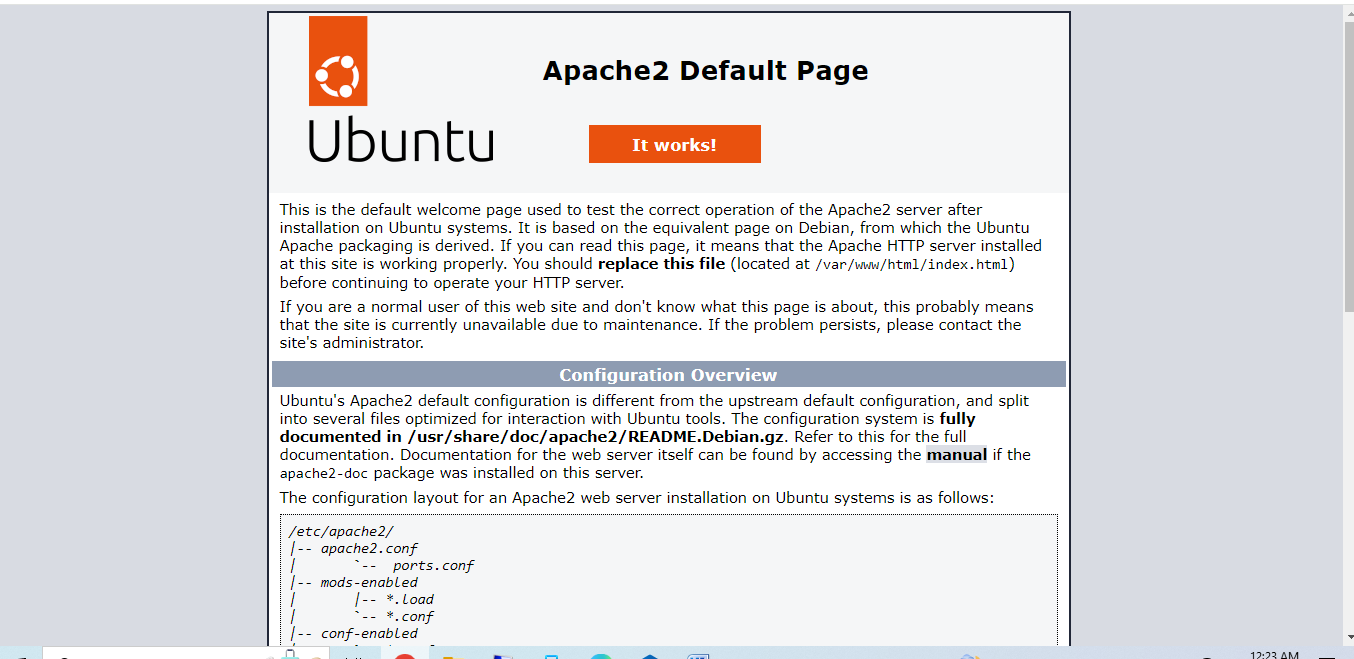 Apache2 Default Page
Ubuntu
It works!
This is the default welcome page used to test the correct operation of the Apache2 server after
installation on Ubuntu systems. It is based on the equivalent page on Debian, from which the Ubuntu
Apache packaging is derived. If you can read this page, it means that the Apache HTTP server installed
at this site is working properly. You should replace this file (located at /var/www/html/index.html)
before continuing to operate your HTTP server.
If you are a normal user of this web site and don't know what this page is about, this probably means
that the site is currently unavailable due to maintenance. If the problem persists, please contact the
site's administrator.
Configuration Overview
Ubuntu's Apache2 default configuration is different from the upstream default configuration, and split
into several files optimized for interaction with Ubuntu tools. The configuration system is fully
documented in /usr/share/doc/apache2/README.Debian.gz. Refer to this for the full
documentation. Documentation for the web server itself can be found by accessing the manual if the
apache2-doc package was installed on this server.
The configuration layout for an Apache2 web server installation on Ubuntu systems is as follows:
/etc/apache2/
|-- apache2.conf
|       `--  ports.conf
|-- mods-enabled
|       |-- *.load
|       `-- *.conf
|-- conf-enabled
12:23 AM